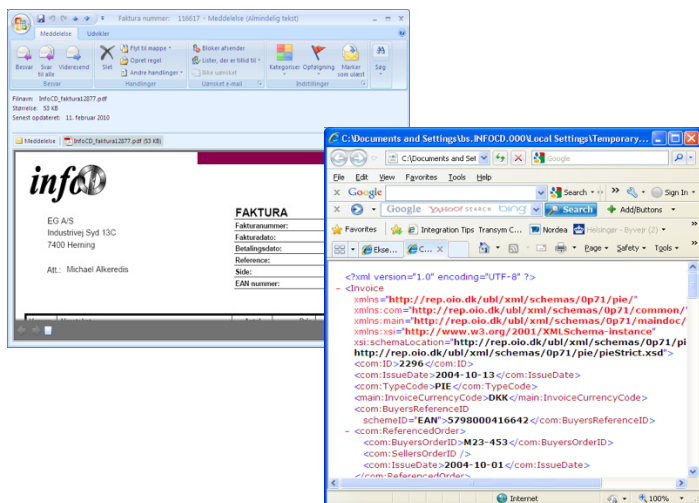 Faktura nummer: 116617 - Meddelelse (Almindelig tekst)
Meddelelse Udvikler
Besvar Svar til alle Videresend
Slet
Flyt til mappe
Opret regel
Andre handlinger
Bloker afsender
Lister, der er tillid til
Ikke uønsket
Kategoriser Opfølgning Marker som ulæst
Søg
Besvar Handlinger Uønsket e-mail Indstillinger
Filnavn: InfoCD_faktura12877.pdf
Størrelse: 53 KB
Senest opdateret: 11. februar 2010
Meddelelse InfoCD_faktura12877.pdf (53 KB)
info
EG A/S
Industrivej Syd 13C
7400 Herning
Att.: Michael Alkeredis
FAKTURA
Fakturanummer:
Fakturadato:
Betalingsdato:
Reference:
Side:
EAN nummer:
C:\Documents and Settings\bs.INFOCD.000\Local Settings\Temporary...
C:\Documents and Set
Google
File Edit View Favorites Tools Help
x Google Search Sign In
x Google YAHOO! SEARCH bing Search Add/Buttons
Favorites Integration Tips Transym C... Nordea Helsingør - Byvejr (2)
Ekse... C... X Page Safety Tools
<?xml version="1.0" encoding="UTF-8" ?>
- <Invoice
xmlns="http://rep.oio.dk/ubl/xml/schemas/0p71/pie/"
xmlns:com="http://rep.oio.dk/ubl/xml/schemas/0p71/common/"
xmlns:main="http://rep.oio.dk/ubl/xml/schemas/0p71/maindoc/
xmlns:xsi="http://www.w3.org/2001/XMLSchema-instance"
xsi:schemaLocation="http://rep.oio.dk/ubl/xml/schemas/0p71/pi
http://rep.oio.dk/ubl/xml/schemas/0p71/pie/pieStrict.xsd">
<com:ID>2296</com:ID>
<com:IssueDate>2004-10-13</com:IssueDate>
<com:TypeCode>PIE</com:TypeCode>
<main:InvoiceCurrencyCode>DKK</main:InvoiceCurrencyCode>
<com:BuyersReferenceID
schemeID="EAN">5798000416642</com:BuyersReferenceID>
- <com:ReferencedOrder>
<com:BuyersOrderID>M23-453</com:BuyersOrderID>
<com:SellersOrderID />
<com:IssueDate>2004-10-01</com:IssueDate>
</com:ReferencedOrder>
Internet 100%